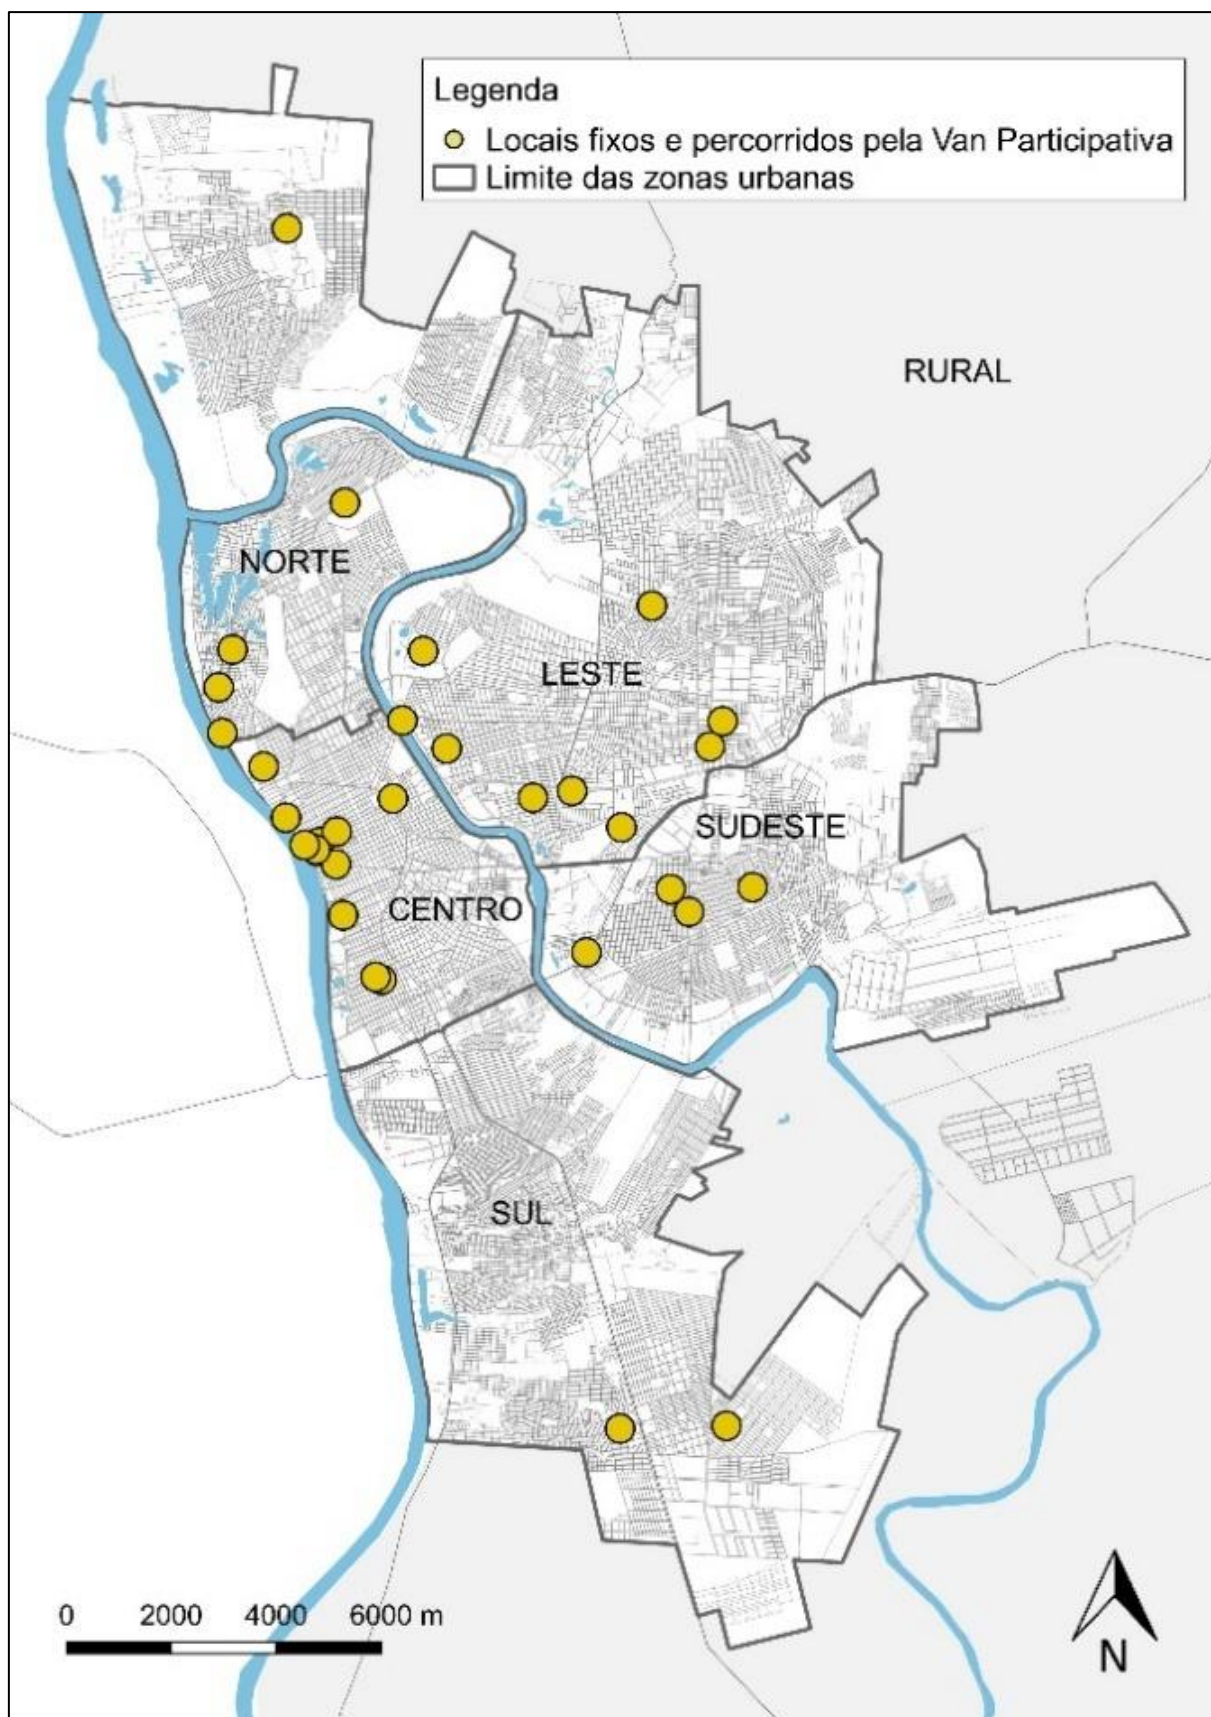 Legenda
Locais fixos e percorridos pela Van Participativa
Limite das zonas urbanas
RURAL
NORTE
LESTE
SUDESTE
CENTRO
SUL
0 2000 4000 6000 m
N